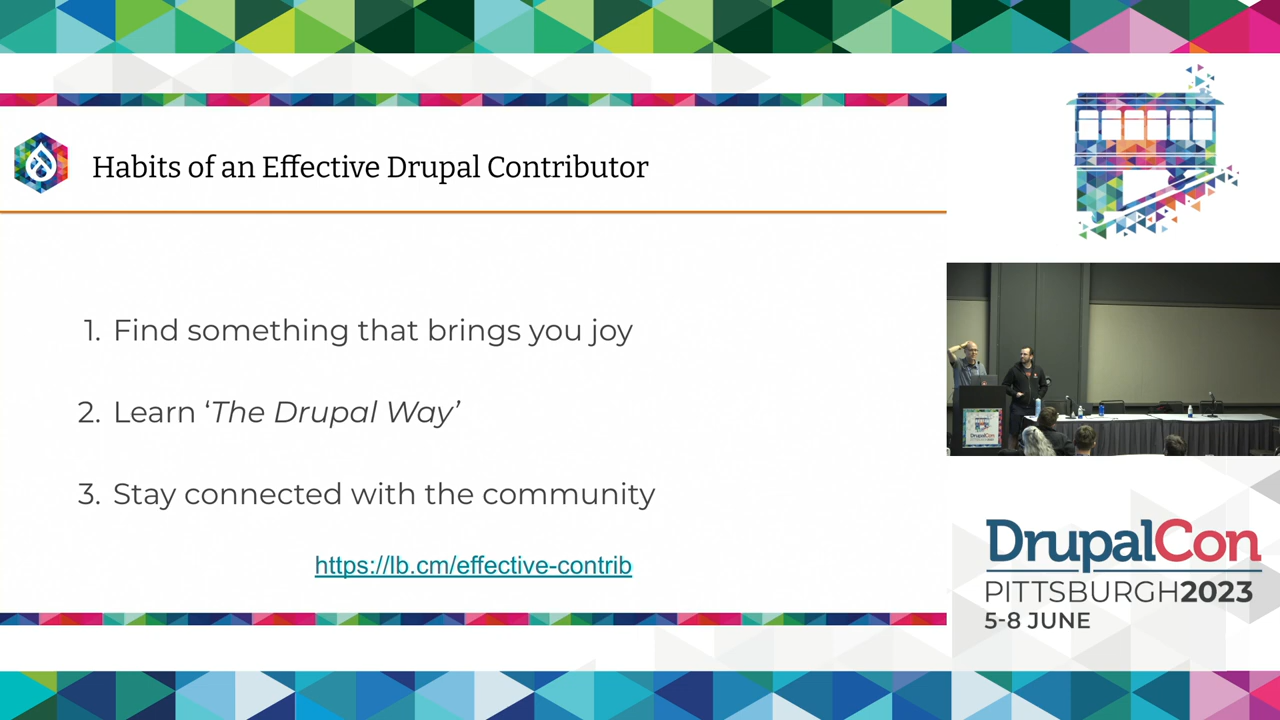 Habits of an Effective Drupal Contributor
1. Find something that brings you joy
2. Learn ‘The Drupal Way’
3. Stay connected with the community
https://lb.cm/effective-contrib
DrupalCon
DrupalCon
PITTSBURGH2023
5-8 JUNE